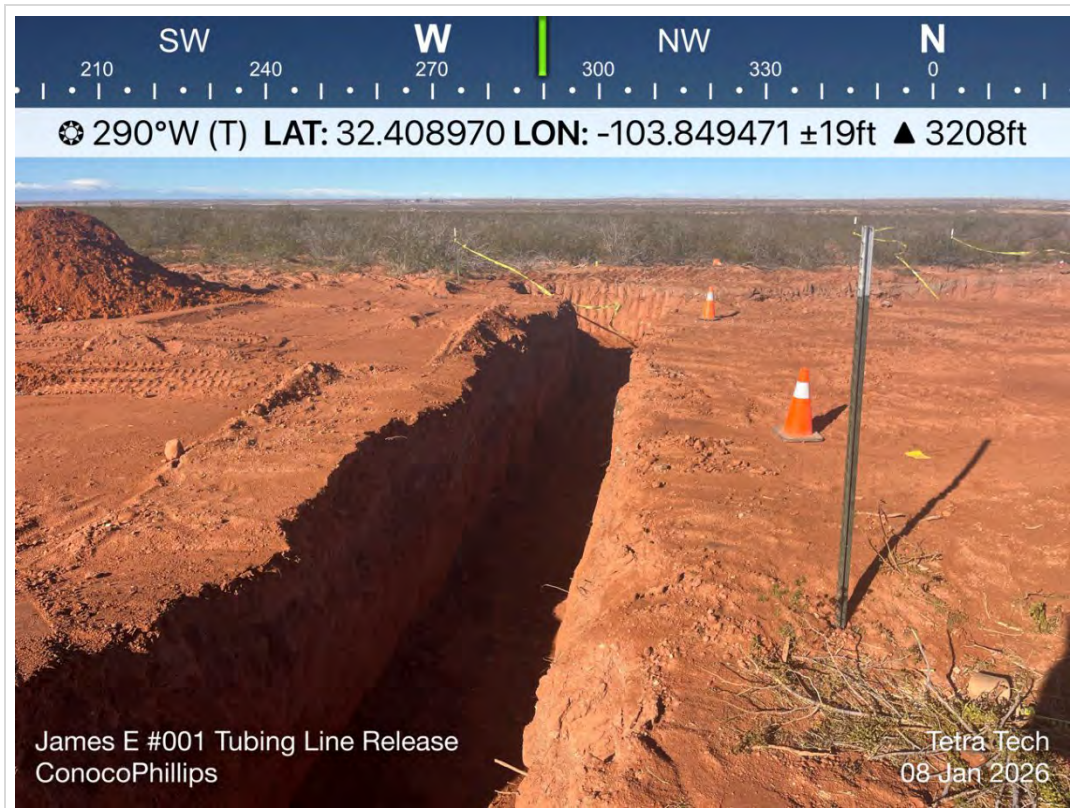 SW W NW N
210 240 270 300 330 0
290°W (T) LAT: 32.408970 LON: -103.849471 ±19ft ▲ 3208ft
James E #001 Tubing Line Release
ConocoPhillips
Tetra Tech
08 Jan 2026